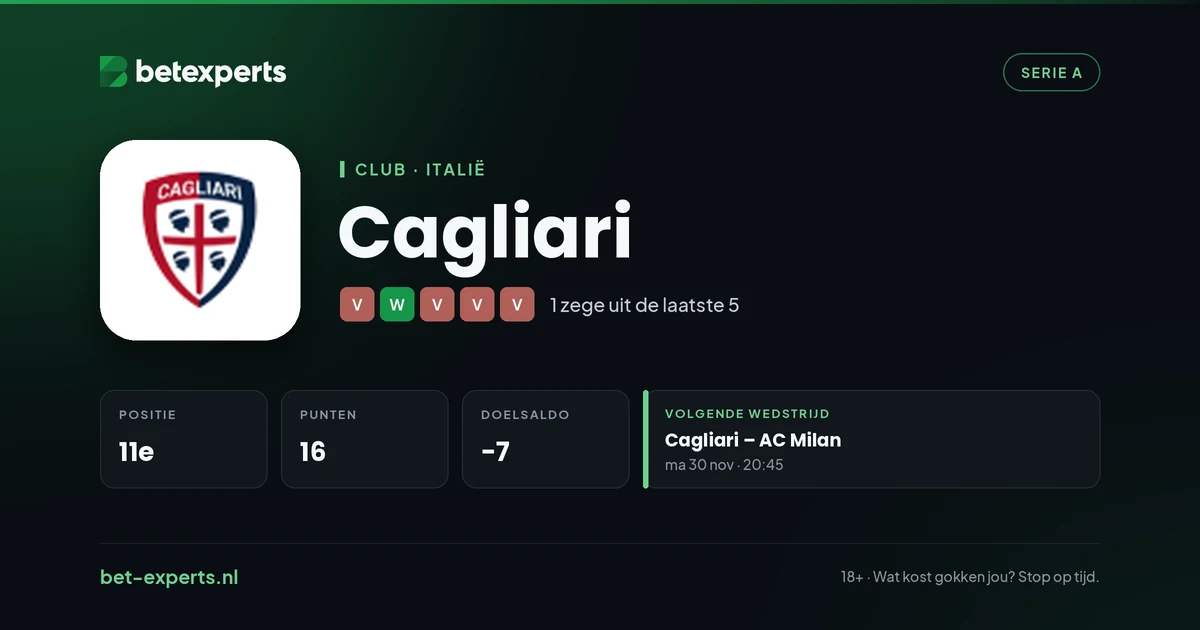 betexperts
SERIE A
CAGLIARI
CLUB · ITALIË
Cagliari
V W V V V 1 zege uit de laatste 5
POSITIE
11e
PUNTEN
16
DOELSALDO
-7
VOLGENDE WEDSTRIJD
Cagliari – AC Milan
ma 30 nov · 20:45
bet-experts.nl
18+ · Wat kost gokken jou? Stop op tijd.